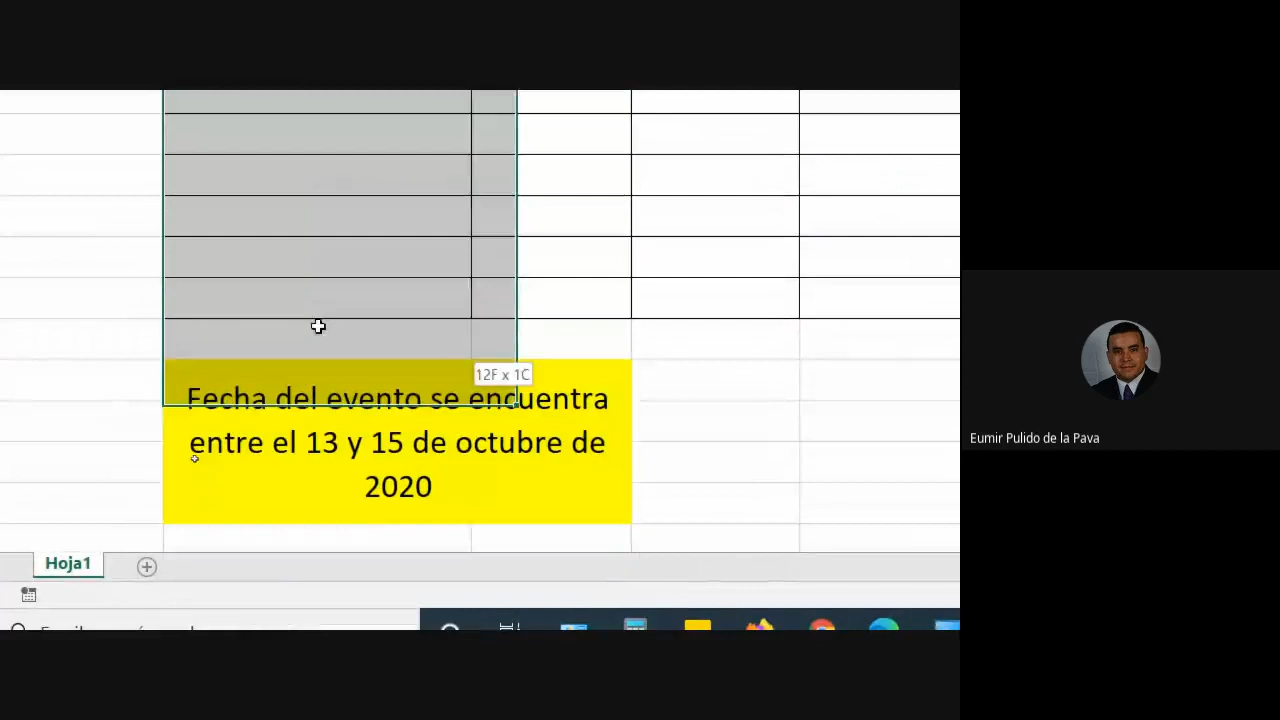 12F x 1C
Fecha del evento se encuentra
entre el 13 y 15 de octubre de
2020
Eumir Pulido de la Pava
Hoja1